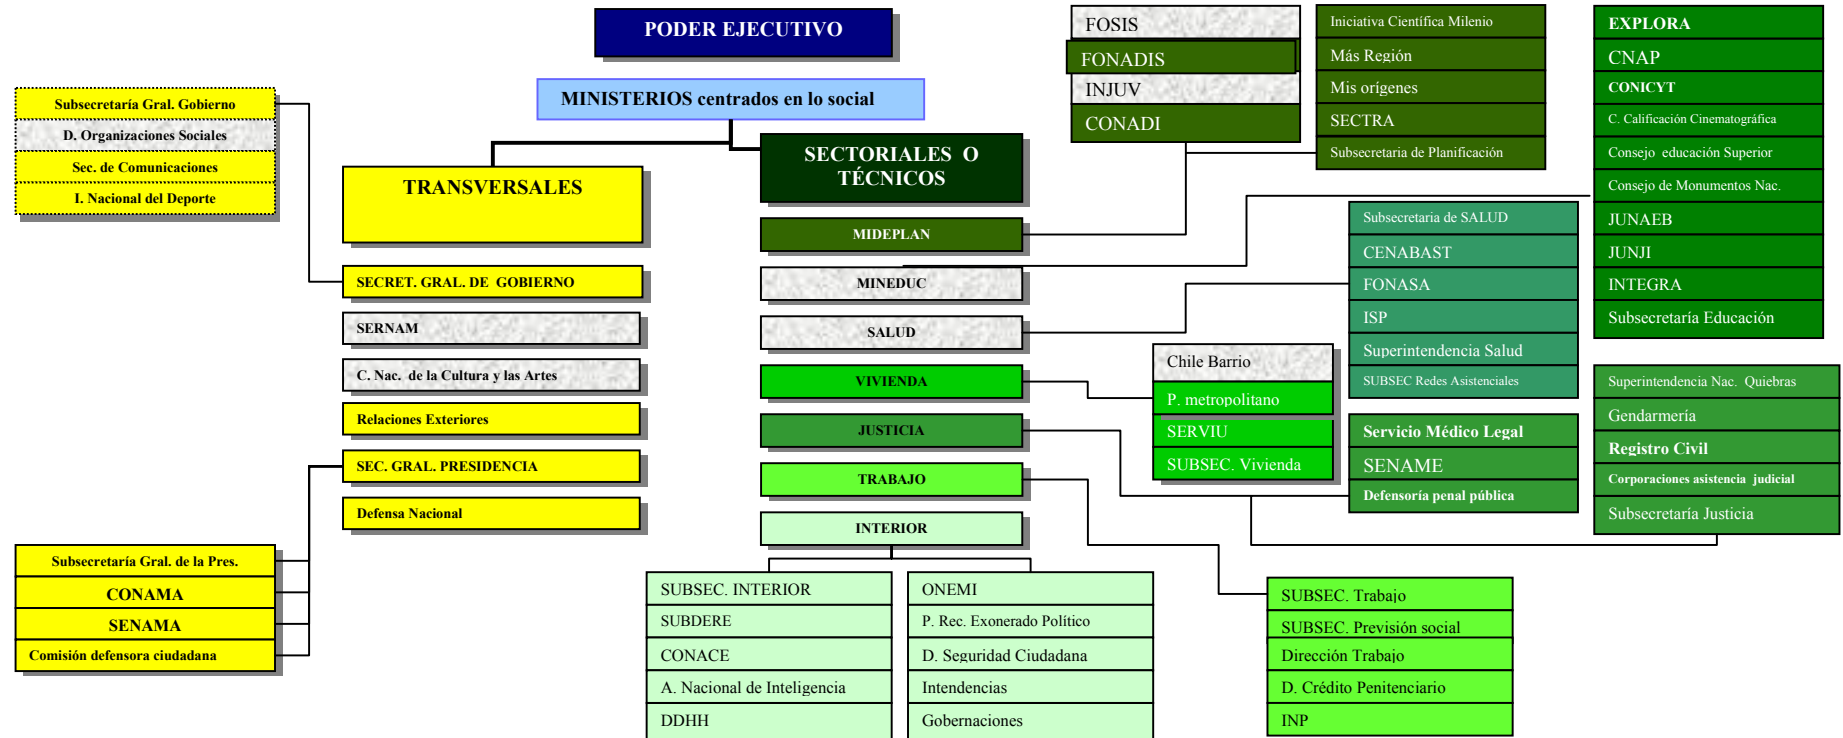 PODER EJECUTIVO
MINISTERIOS centrados en lo social
TRANSVERSALES
SECTORIALES O
TÉCNICOS
Subsecretaría Gral. Gobierno
D. Organizaciones Sociales
Sec. de Comunicaciones
I. Nacional del Deporte
SECRET. GRAL. DE GOBIERNO
SERNAM
C. Nac. de la Cultura y las Artes
Relaciones Exteriores
SEC. GRAL. PRESIDENCIA
Defensa Nacional
Subsecretaría Gral. de la Pres.
CONAMA
SENAMA
Comisión defensora ciudadana
MIDEPLAN
MINEDUC
SALUD
VIVIENDA
JUSTICIA
TRABAJO
INTERIOR
SUBSEC. INTERIOR
SUBDERE
CONACE
A. Nacional de Inteligencia
DDHH
ONEMI
P. Rec. Exonerado Político
D. Seguridad Ciudadana
Intendencias
Gobernaciones
FOSIS
FONADIS
INJUV
CONADI
Iniciativa Científica Milenio
Más Región
Mis orígenes
SECTRA
Subsecretaria de Planificación
EXPLORA
CNAP
CONICYT
C. Calificación Cinematográfica
Consejo educación Superior
Consejo de Monumentos Nac.
JUNAEB
JUNJI
INTEGRA
Subsecretaría Educación
Subsecretaria de SALUD
CENABAST
FONASA
ISP
Superintendencia Salud
SUBSEC Redes Asistenciales
Chile Barrio
P. metropolitano
SERVIU
SUBSEC. Vivienda
Servicio Médico Legal
SENAME
Defensoría penal pública
Superintendencia Nac. Quiebras
Gendarmería
Registro Civil
Corporaciones asistencia judicial
Subsecretaría Justicia
SUBSEC. Trabajo
SUBSEC. Previsión social
Dirección Trabajo
D. Crédito Penitenciario
INP